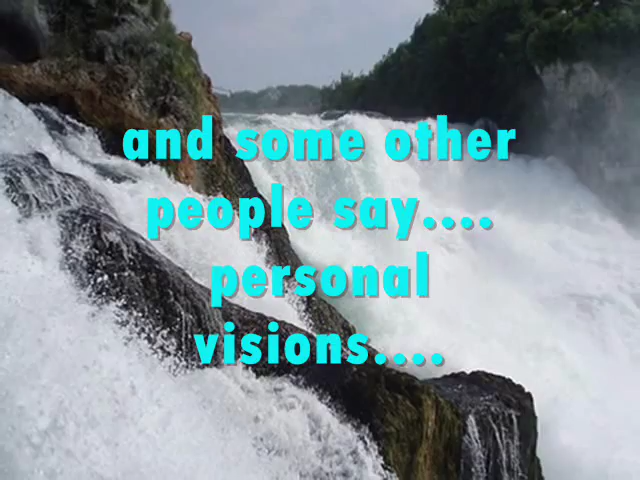 and some other
people say....
personal
visions....